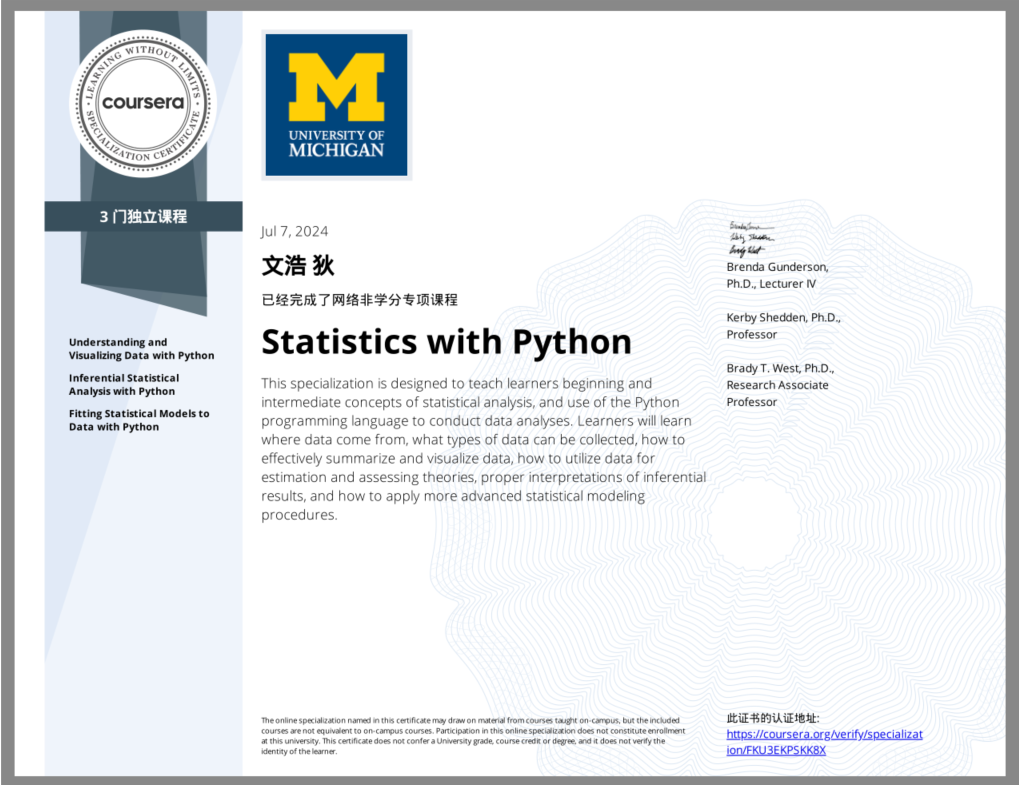 LEARNING WITHOUT LIMITS
coursera
SPECIALIZATION CERTIFICATE
3 门独立课程
Understanding and
Visualizing Data with Python
Inferential Statistical
Analysis with Python
Fitting Statistical Models to
Data with Python
M
UNIVERSITY OF
MICHIGAN
Jul 7, 2024
文浩 狄
已经完成了网络非学分专项课程
Statistics with Python
This specialization is designed to teach learners beginning and
intermediate concepts of statistical analysis, and use of the Python
programming language to conduct data analyses. Learners will learn
where data come from, what types of data can be collected, how to
effectively summarize and visualize data, how to utilize data for
estimation and assessing theories, proper interpretations of inferential
results, and how to apply more advanced statistical modeling
procedures.
Brenda Gunderson,
Ph.D., Lecturer IV
Kerby Shedden, Ph.D.,
Professor
Brady T. West, Ph.D.,
Research Associate
Professor
The online specialization named in this certificate may draw on material from courses taught on-campus, but the included
courses are not equivalent to on-campus courses. Participation in this online specialization does not constitute enrollment
at this university. This certificate does not confer a University grade, course credit or degree, and it does not verify the
identity of the learner.
此证书的认证地址:
https://coursera.org/verify/specializat
ion/FKU3EKPSKK8X